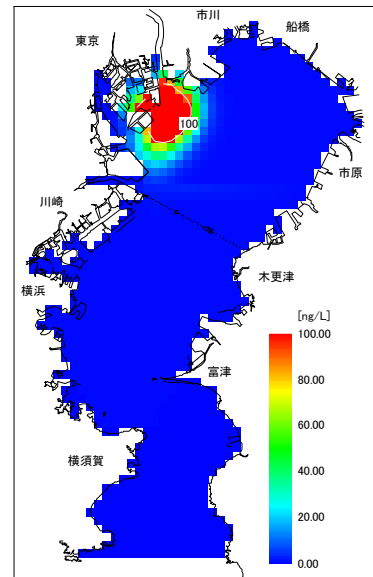 市川
船橋
東京
100
市原
川崎
木更津
横浜
[ng/L]
100.00
80.00
富津
60.00
40.00
横須賀
20.00
0.00